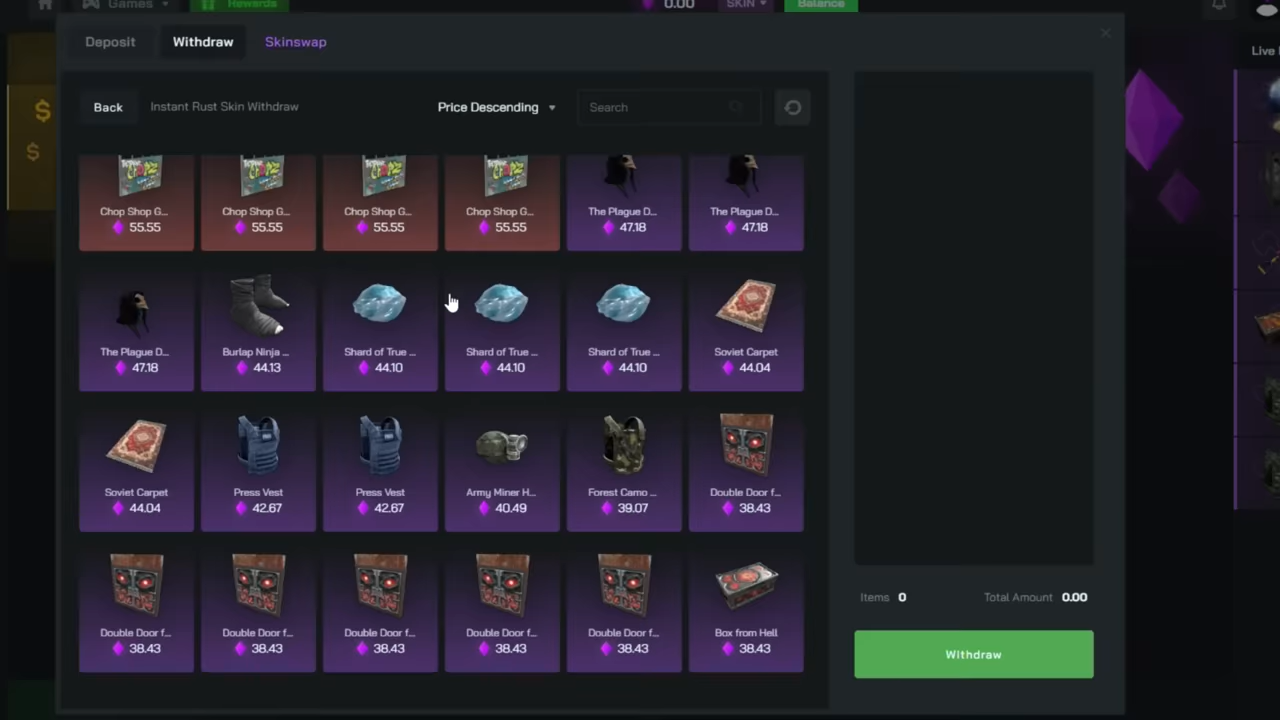 Games
Rewards
0.00
SKIN
Balance
Deposit
Withdraw
Skinswap
Live
Back
Instant Rust Skin Withdraw
Price Descending
Search
Chop Shop G...
Chop Shop G...
Chop Shop G...
Chop Shop G...
The Plague D...
The Plague D...
55.55
55.55
55.55
55.55
47.18
47.18
The Plague D...
Burlap Ninja ...
Shard of True ...
Shard of True ...
Shard of True ...
Soviet Carpet
47.18
44.13
44.10
44.10
44.10
44.04
Soviet Carpet
Press Vest
Press Vest
Army Miner H...
Forest Camo ...
Double Door f...
44.04
42.67
42.67
40.49
39.07
38.43
Double Door f...
Double Door f...
Double Door f...
Double Door f...
Double Door f...
Box from Hell
38.43
38.43
38.43
38.43
38.43
38.43
Items 0
Total Amount 0.00
Withdraw